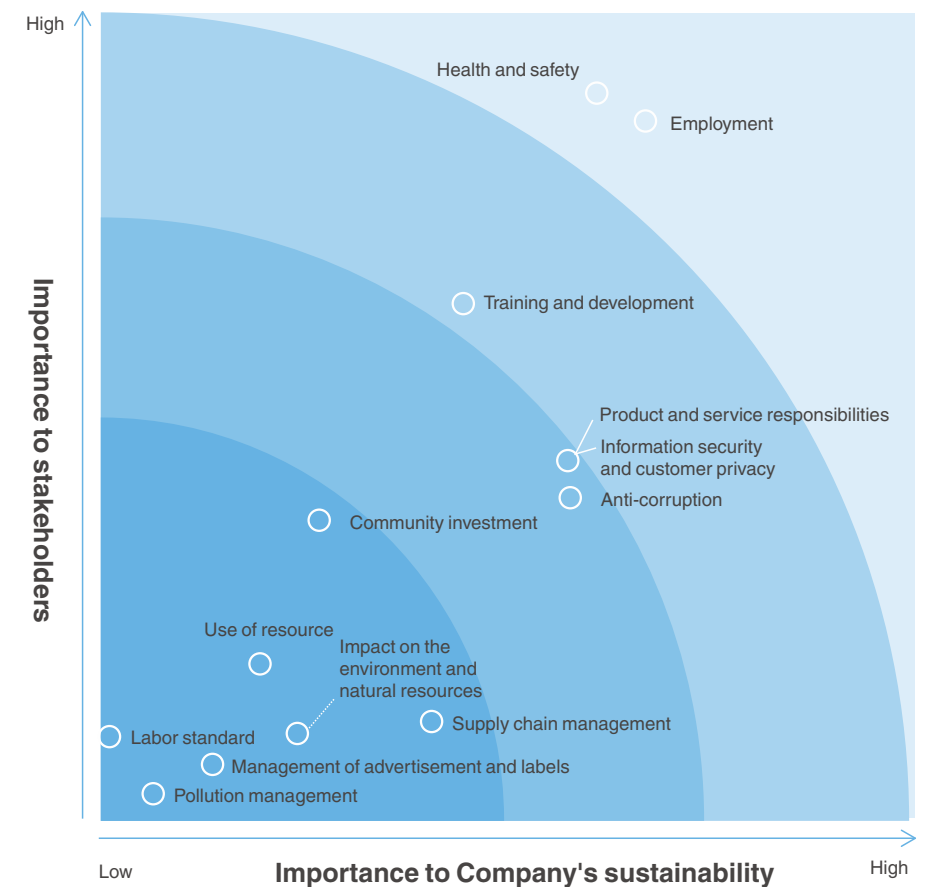 High
Health and safety
Employment
Training and development
Product and service responsibilities
Information security
and customer privacy
Anti-corruption
Community investment
Importance to stakeholders
Use of resource
Impact on the
environment and
natural resources
Supply chain management
Labor standard
Management of advertisement and labels
Pollution management
Low
Importance to Company's sustainability
High